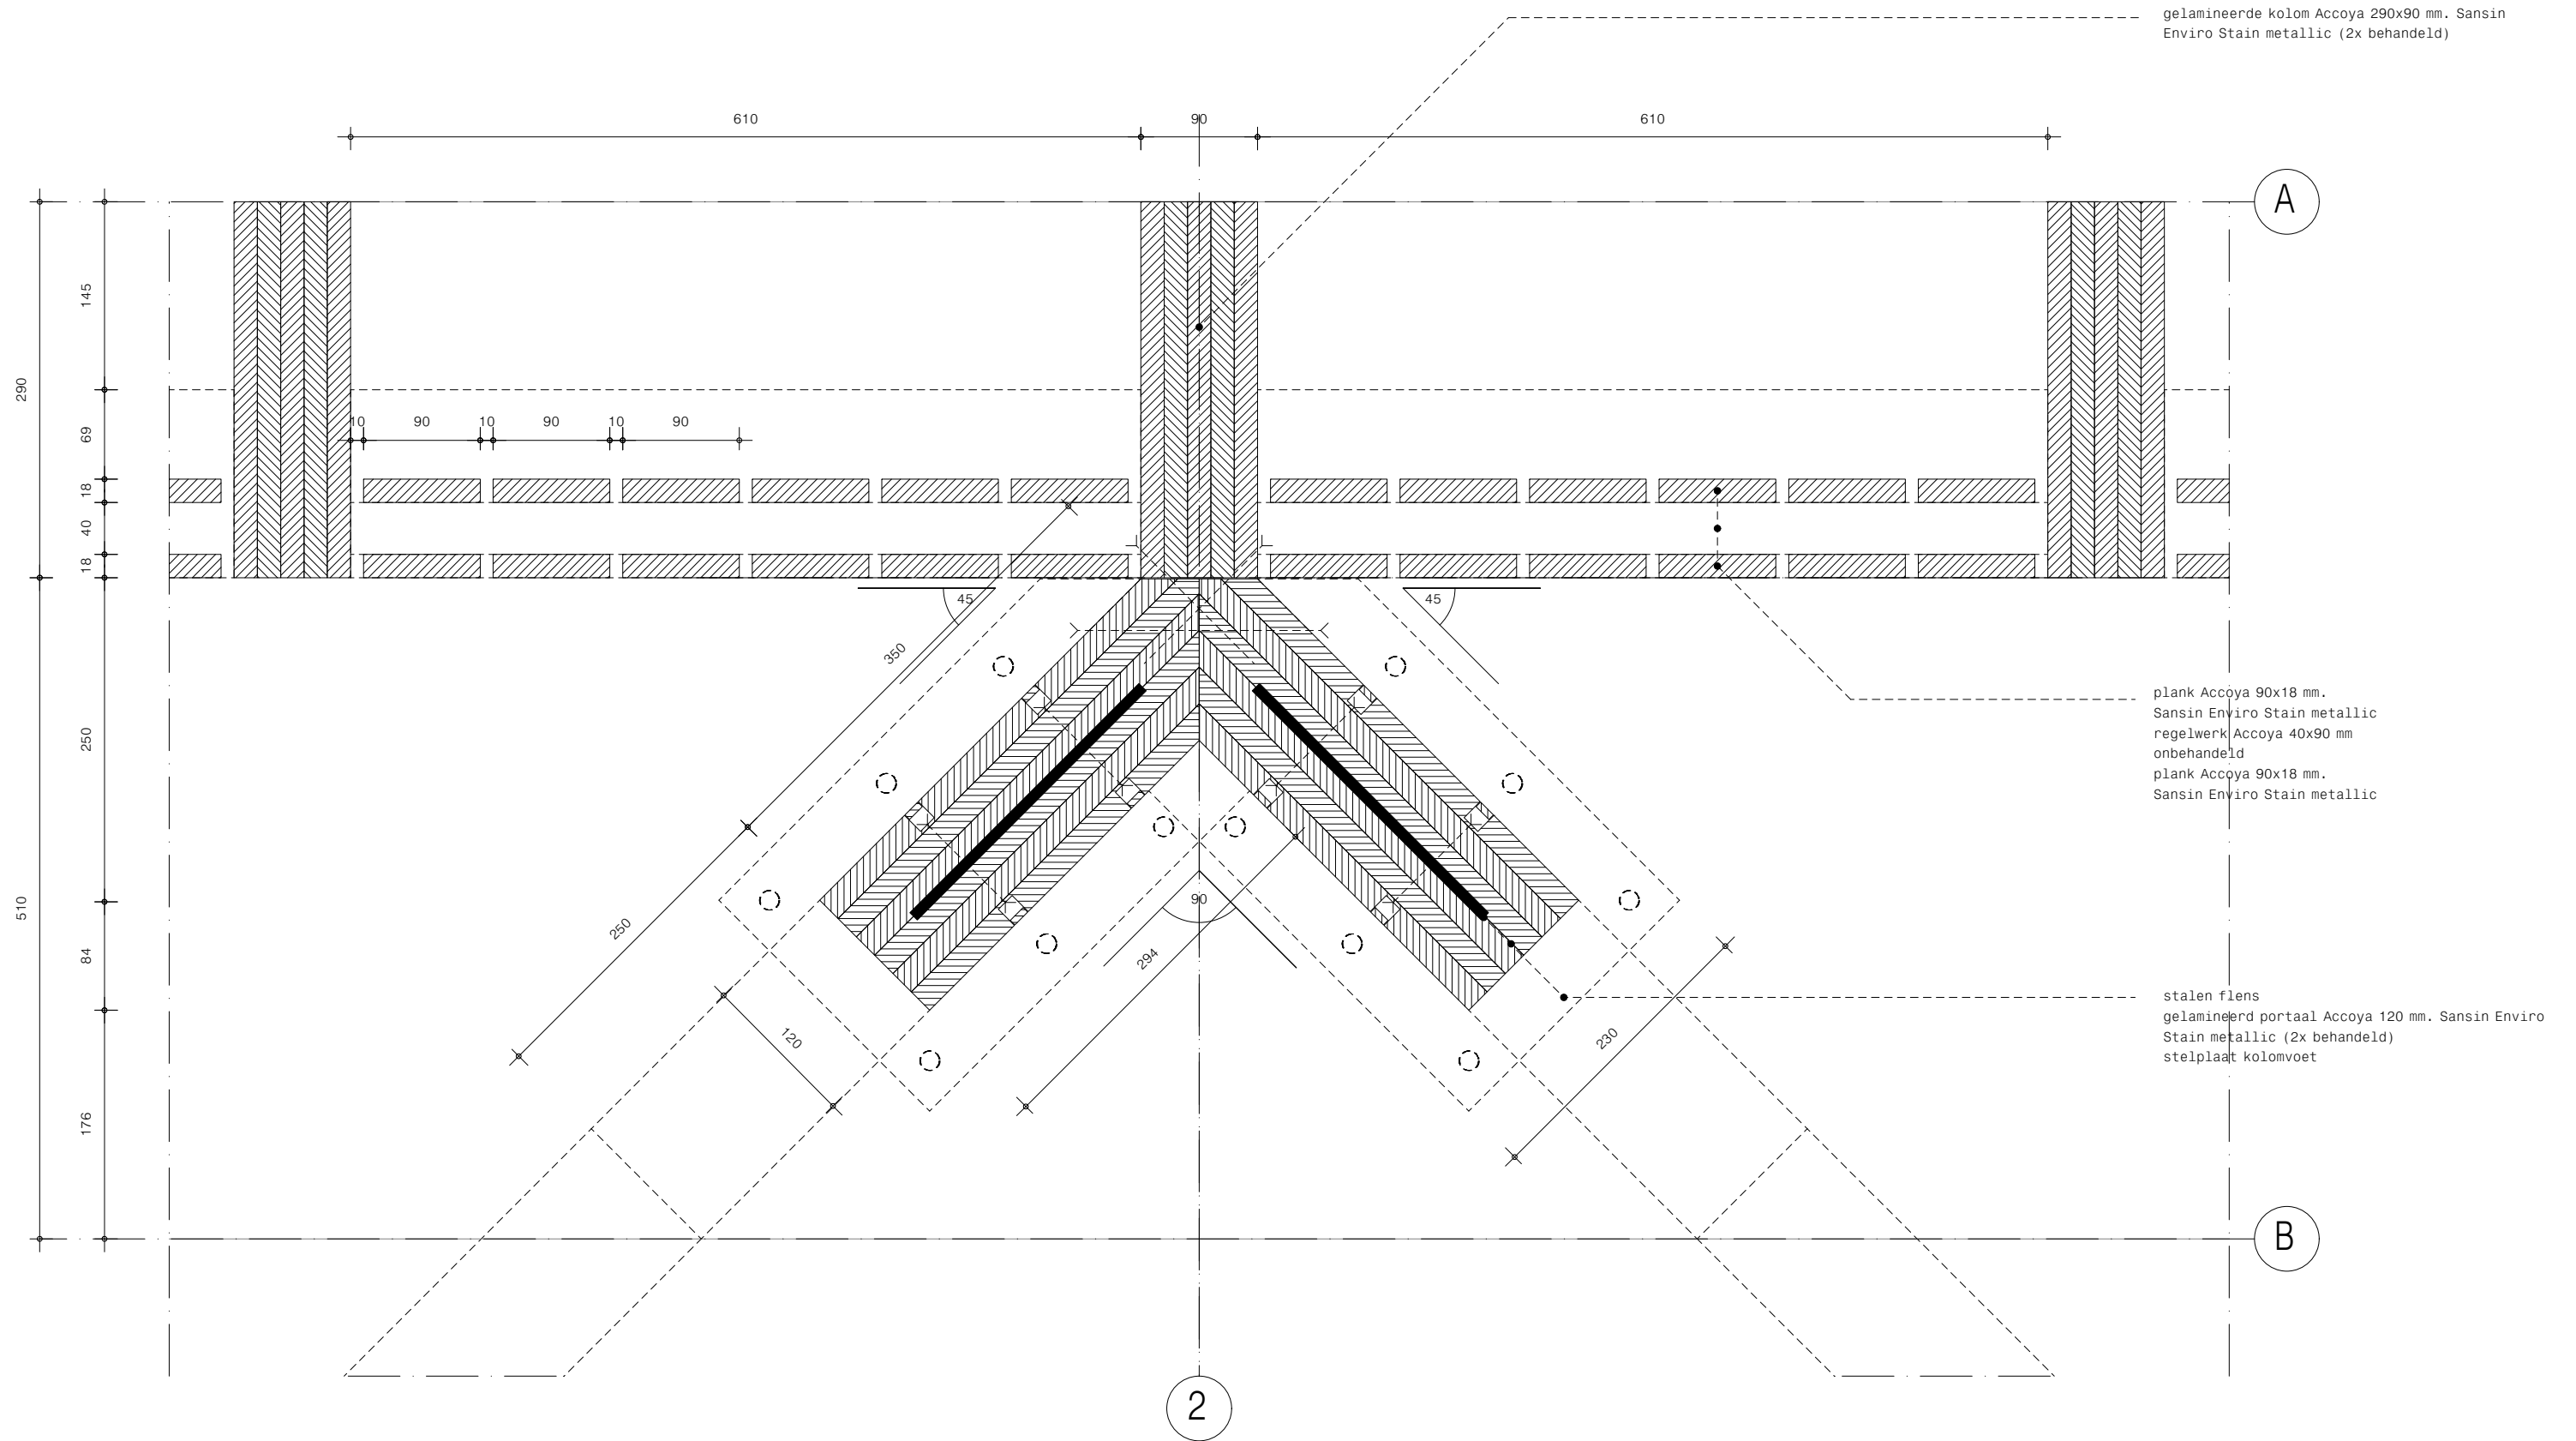 gelamineerde kolom Accoya 290x90 mm. Sansin
Enviro Stain metallic (2x behandeld)
610
90
610
A
290
145
69
18
40
18
10
90
10
90
10
90
45
45
350
plank Accoya 90x18 mm.
Sansin Enviro Stain metallic
regelwerk Accoya 40x90 mm
onbehandeld
plank Accoya 90x18 mm.
Sansin Enviro Stain metallic
510
250
84
176
250
90
294
120
230
stalen flens
gelamineerd portaal Accoya 120 mm. Sansin Enviro
Stain metallic (2x behandeld)
stelplaat kolomvoet
B
2